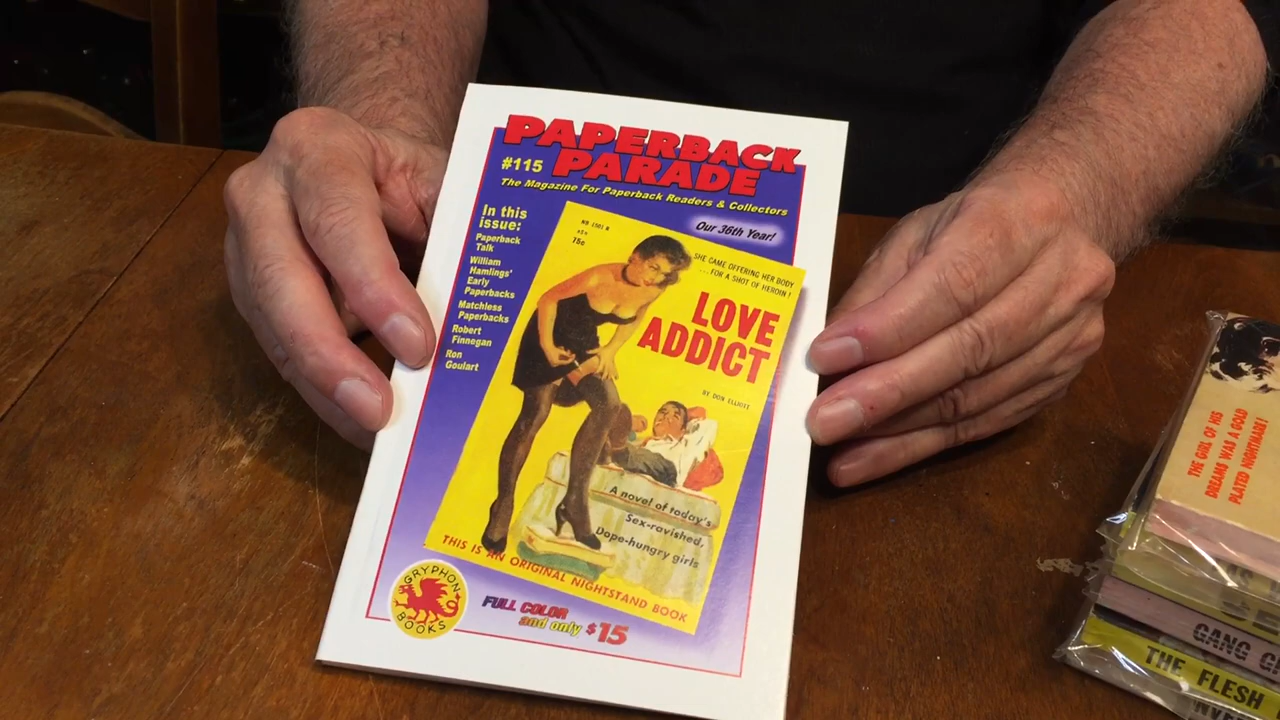 PAPERBACK
PARADE
#115
The Magazine For Paperback Readers & Collectors
Our 36th Year!
In this
issue:
Paperback
Talk
William
Hamlings'
Early
Paperbacks
Matchless
Paperbacks
Robert
Finnegan
Ron
Goulart
NB 1501 N
75c
SHE CAME OFFERING HER BODY
... FOR A SHOT OF HEROIN!
LOVE
ADDICT
BY DON ELLIOTT
A novel of today's
Sex-ravished,
Dope-hungry girls
THIS IS AN ORIGINAL NIGHTSTAND BOOK
GRYPHON
BOOKS
FULL COLOR
and only $15
THE GIRL OF HIS
DREAMS WAS A GOLD
PLATED NIGHTMARE!
GANG
THE FLESH